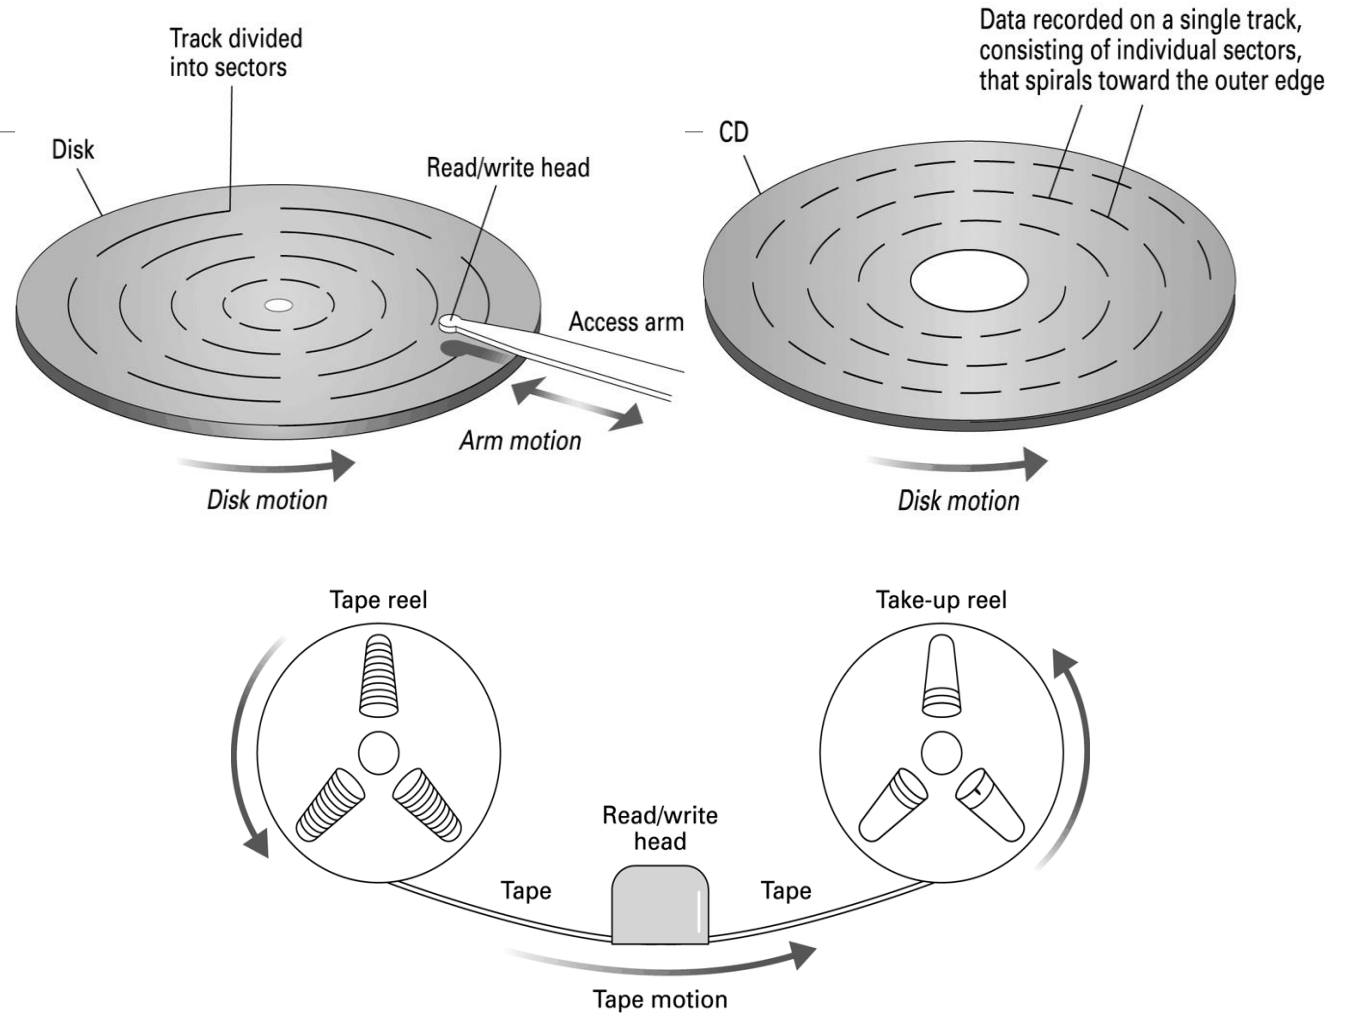 Track divided
into sectors
Disk
Read/write head
Access arm
Arm motion
Disk motion
Data recorded on a single track,
consisting of individual sectors,
that spirals toward the outer edge
CD
Disk motion
Tape reel
Take-up reel
Read/write
head
Tape
Tape
Tape motion